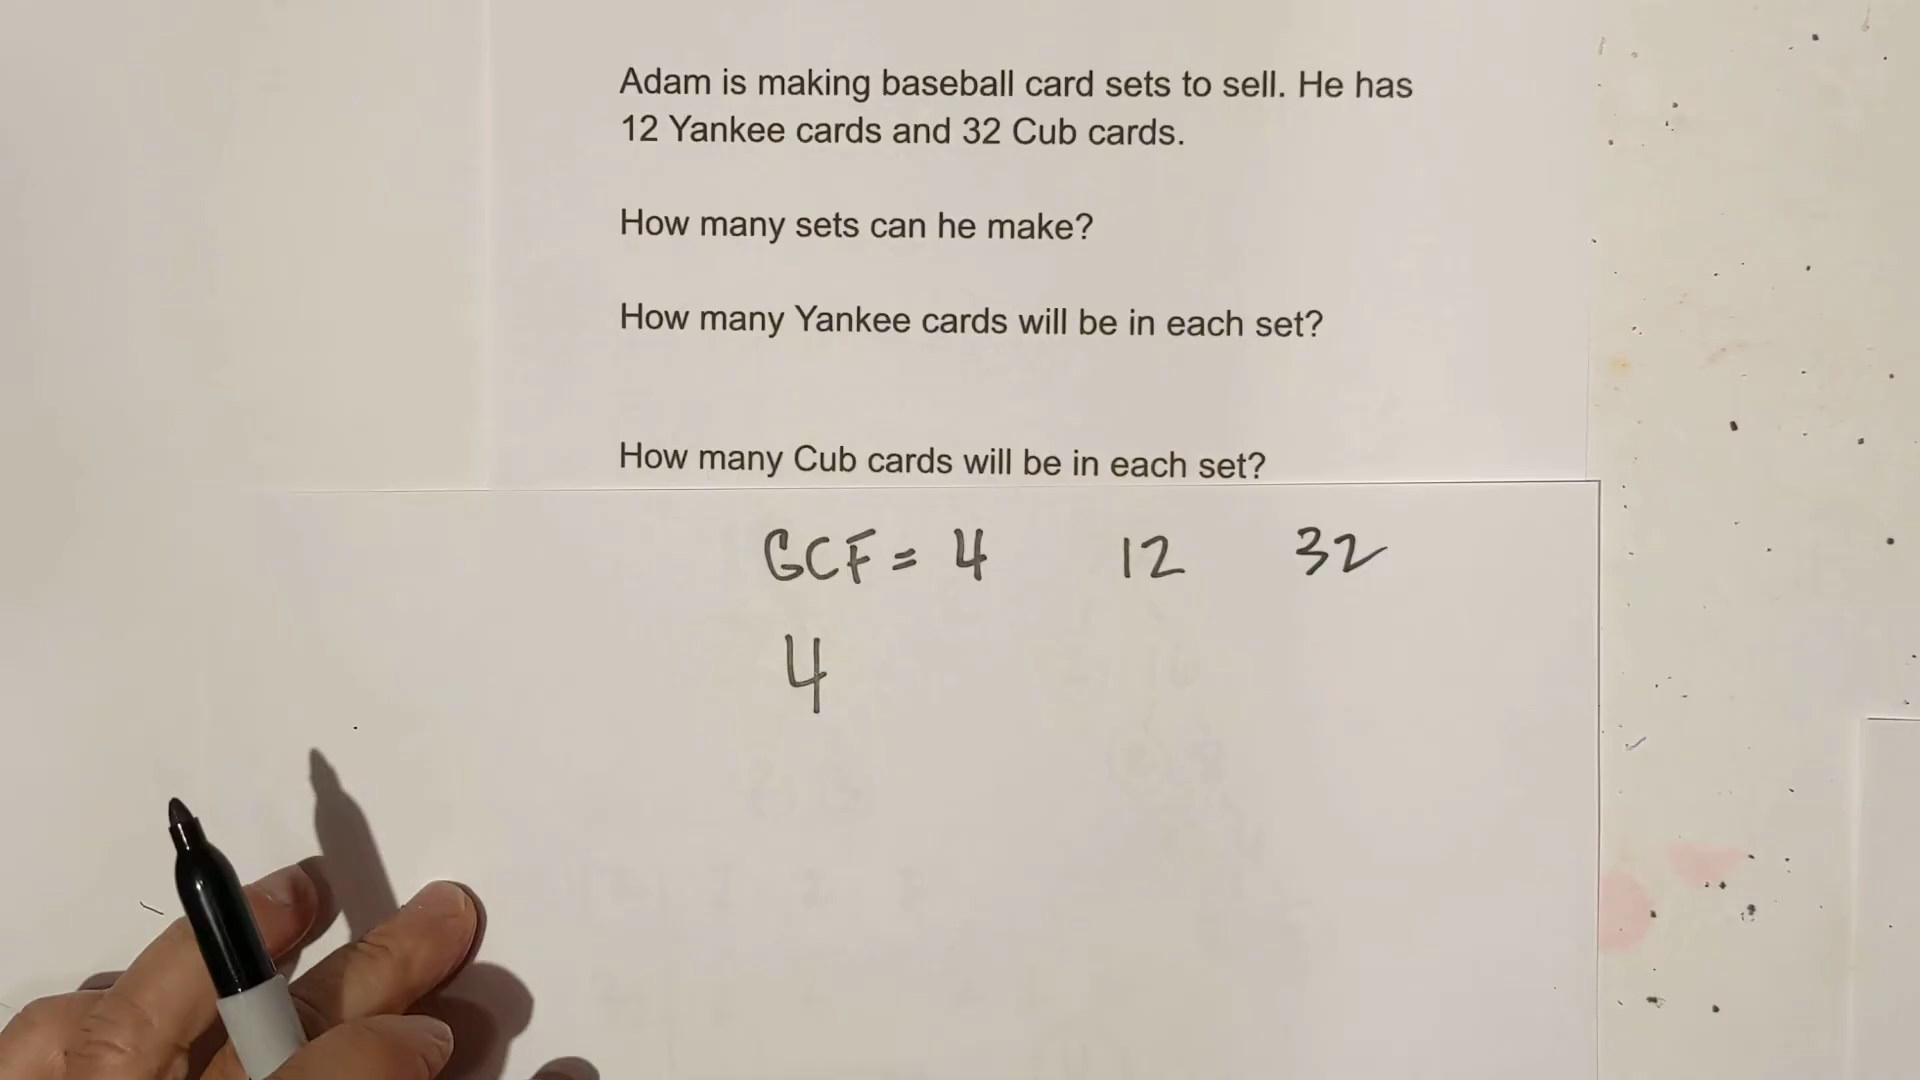 Adam is making baseball card sets to sell. He has
12 Yankee cards and 32 Cub cards.
How many sets can he make?
How many Yankee cards will be in each set?
How many Cub cards will be in each set?
GCF = 4 12 32
4